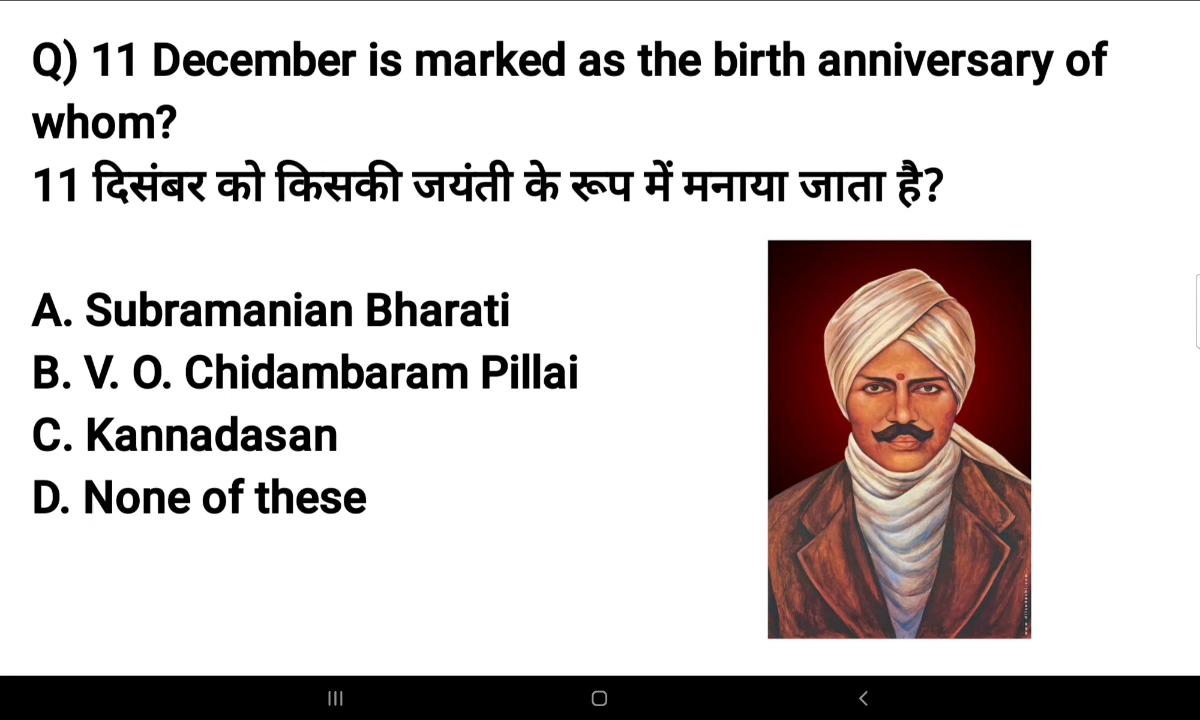 Q) 11 December is marked as the birth anniversary of
whom?
11 दिसंबर को किसकी जयंती के रूप में मनाया जाता है?
A. Subramanian Bharati
B. V. O. Chidambaram Pillai
C. Kannadasan
D. None of these